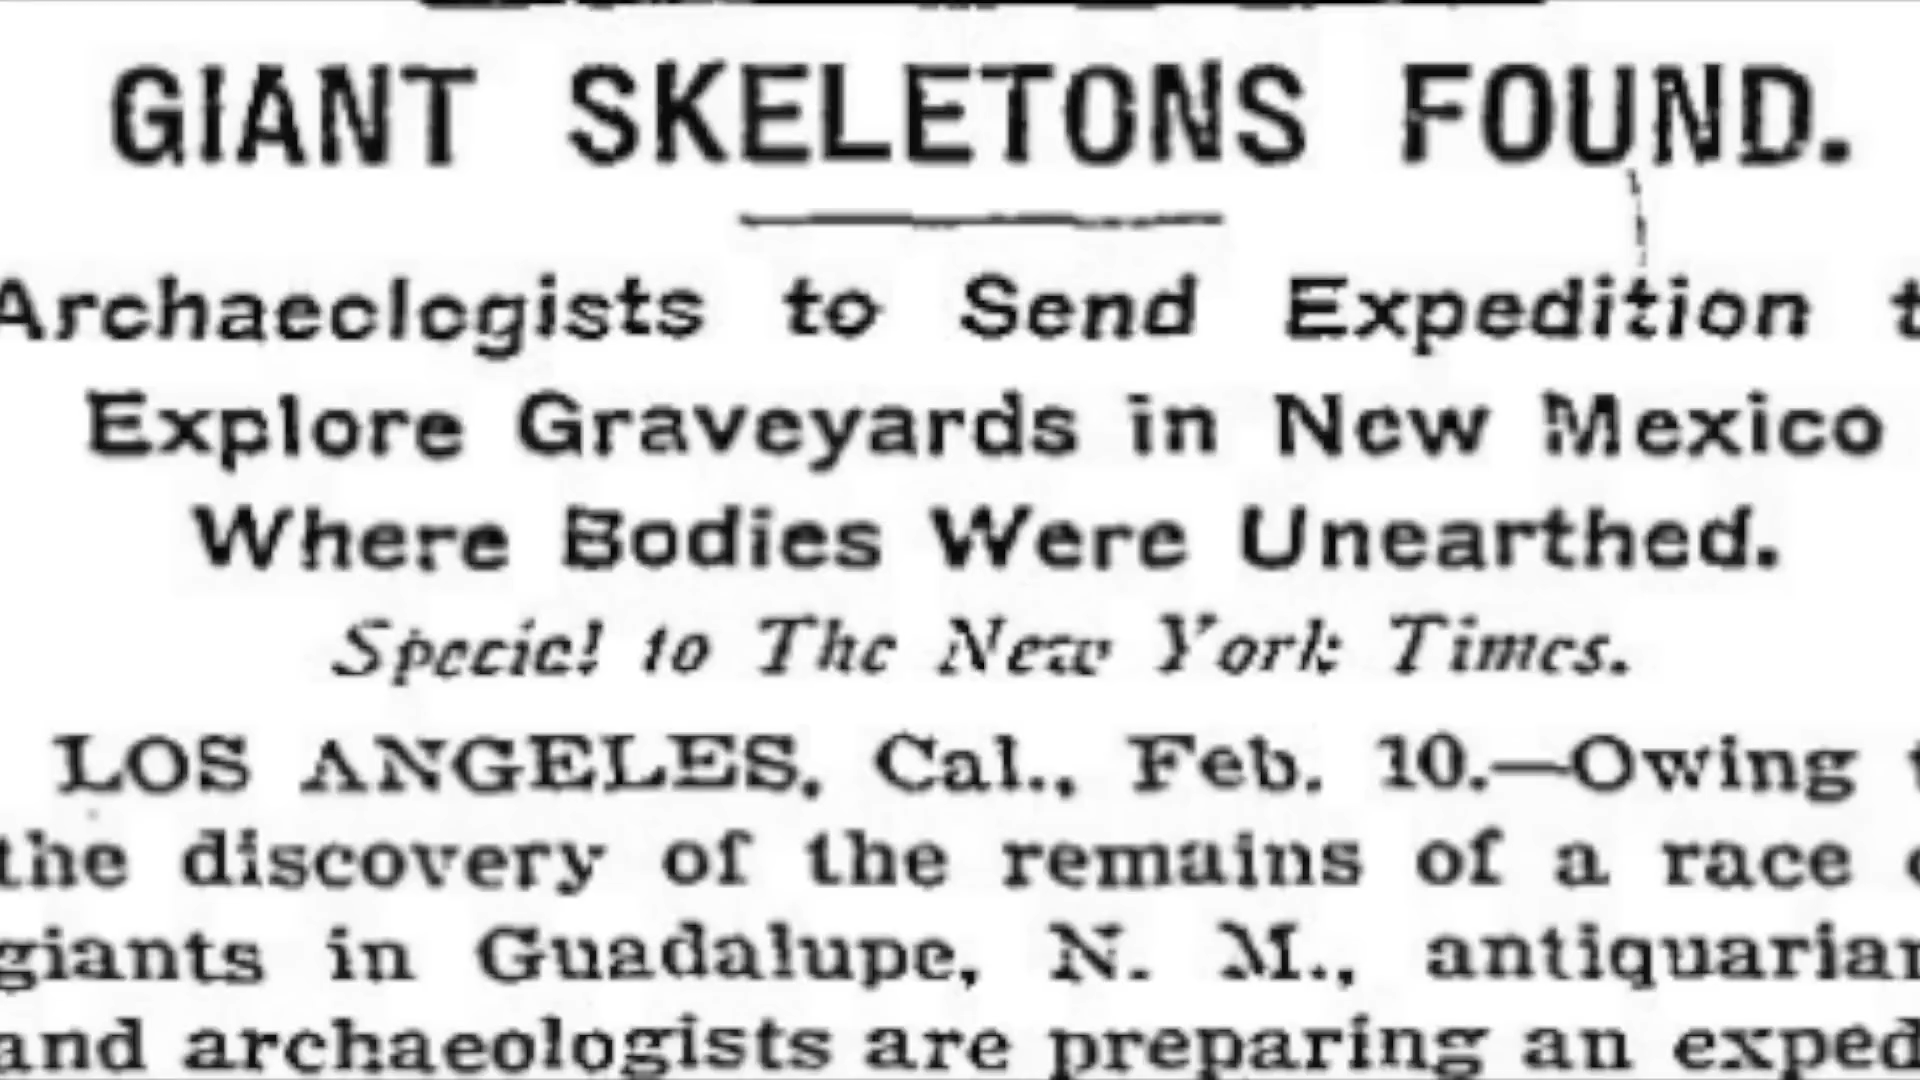 GIANT SKELETONS FOUND.
Archaeologists to Send Expedition t
Explore Graveyards in New Mexico
Where Bodies Were Unearthed.
Special to The New York Times.
LOS ANGELES, Cal., Feb. 10.—Owing t
the discovery of the remains of a race o
giants in Guadalupe, N. M., antiquarian
and archaeologists are preparing an exped